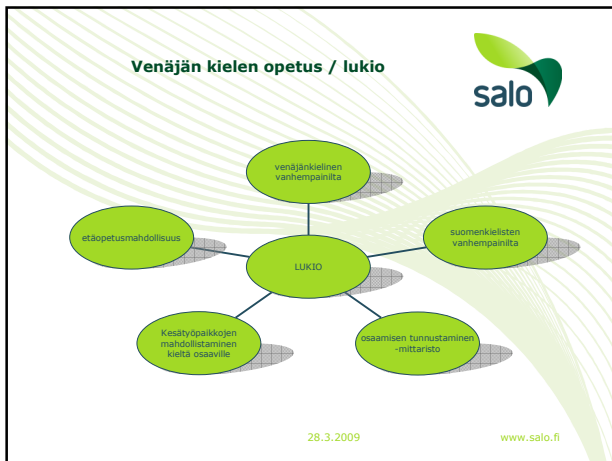 Venäjän kielen opetus / lukio
salo
venäjänkielinen
vanhempainilta
etäopetusmahdollisuus
suomenkielisten
vanhempainilta
LUKIO
Kesätyöpaikkojen
mahdollistaminen
kieltä osaaville
osaamisen tunnustaminen
-mittaristo
28.3.2009
www.salo.fi